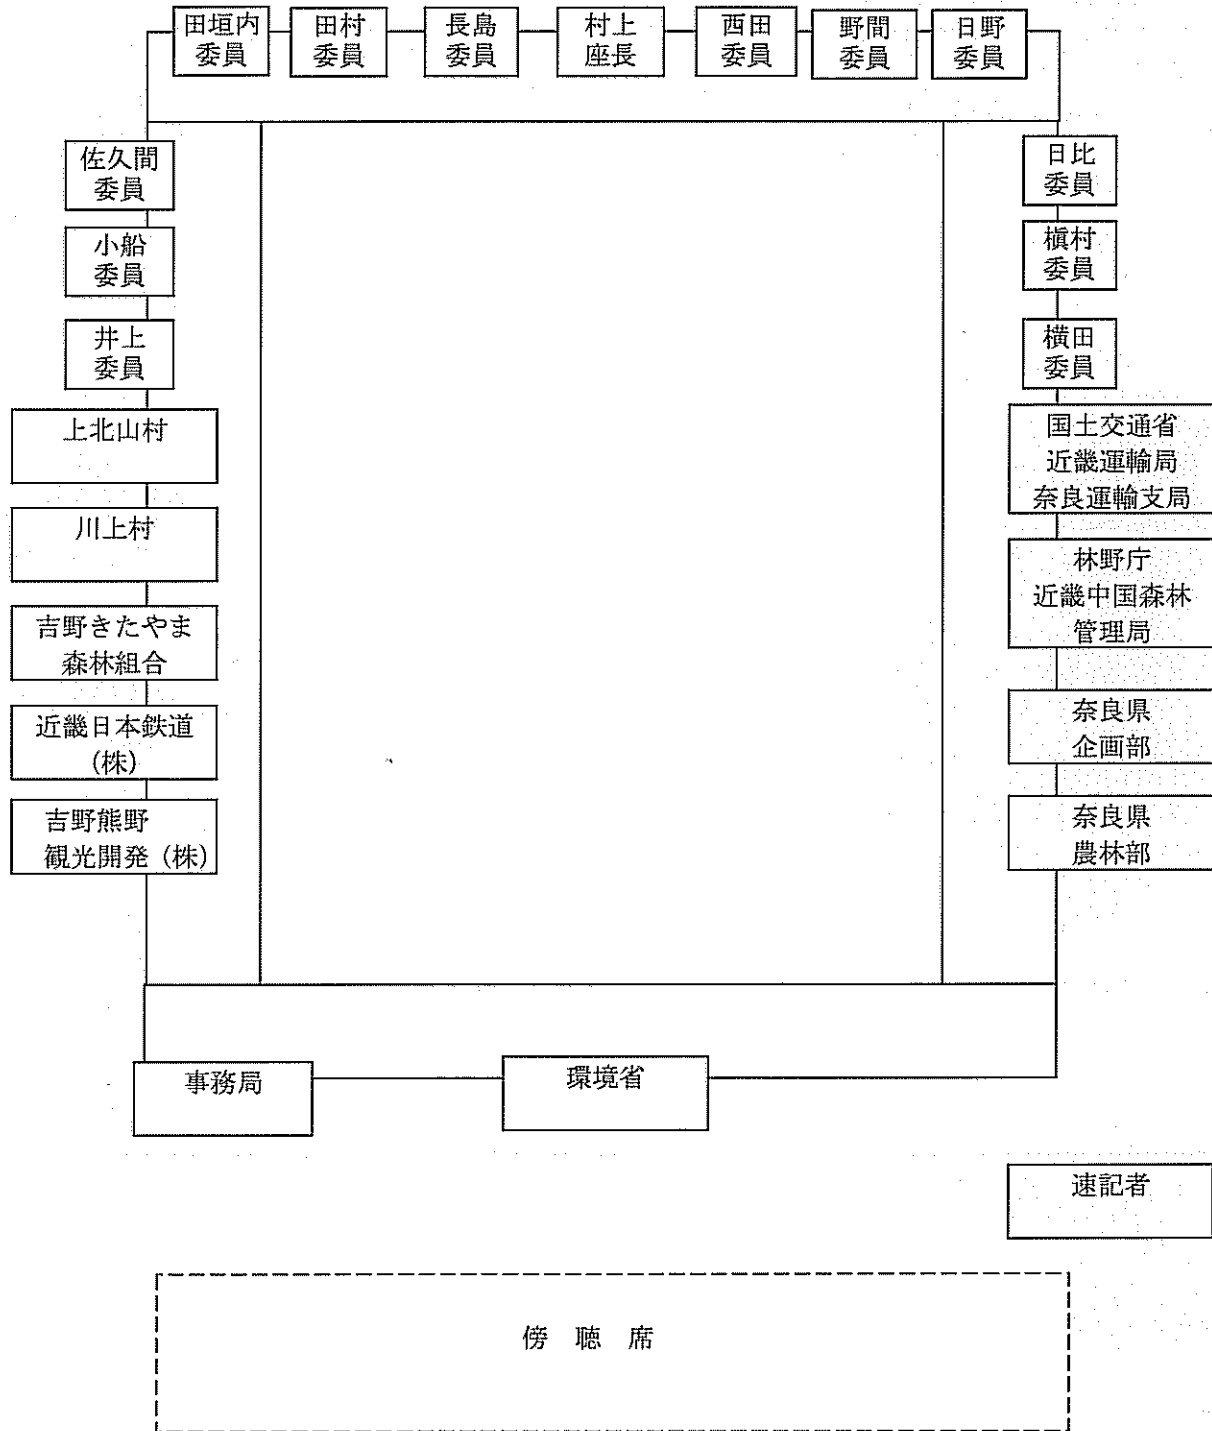 田垣内
委員
田村
委員
長島
委員
村上
座長
西田
委員
野間
委員
日野
委員
佐久間
委員
小船
委員
井上
委員
上北山村
川上村
吉野きたやま
森林組合
近畿日本鉄道
(株)
吉野熊野
観光開発(株)
日比
委員
槇村
委員
横田
委員
国土交通省
近畿運輸局
奈良運輸支局
林野庁
近畿中国森林
管理局
奈良県
企画部
奈良県
農林部
事務局
環境省
速記者
傍聴席